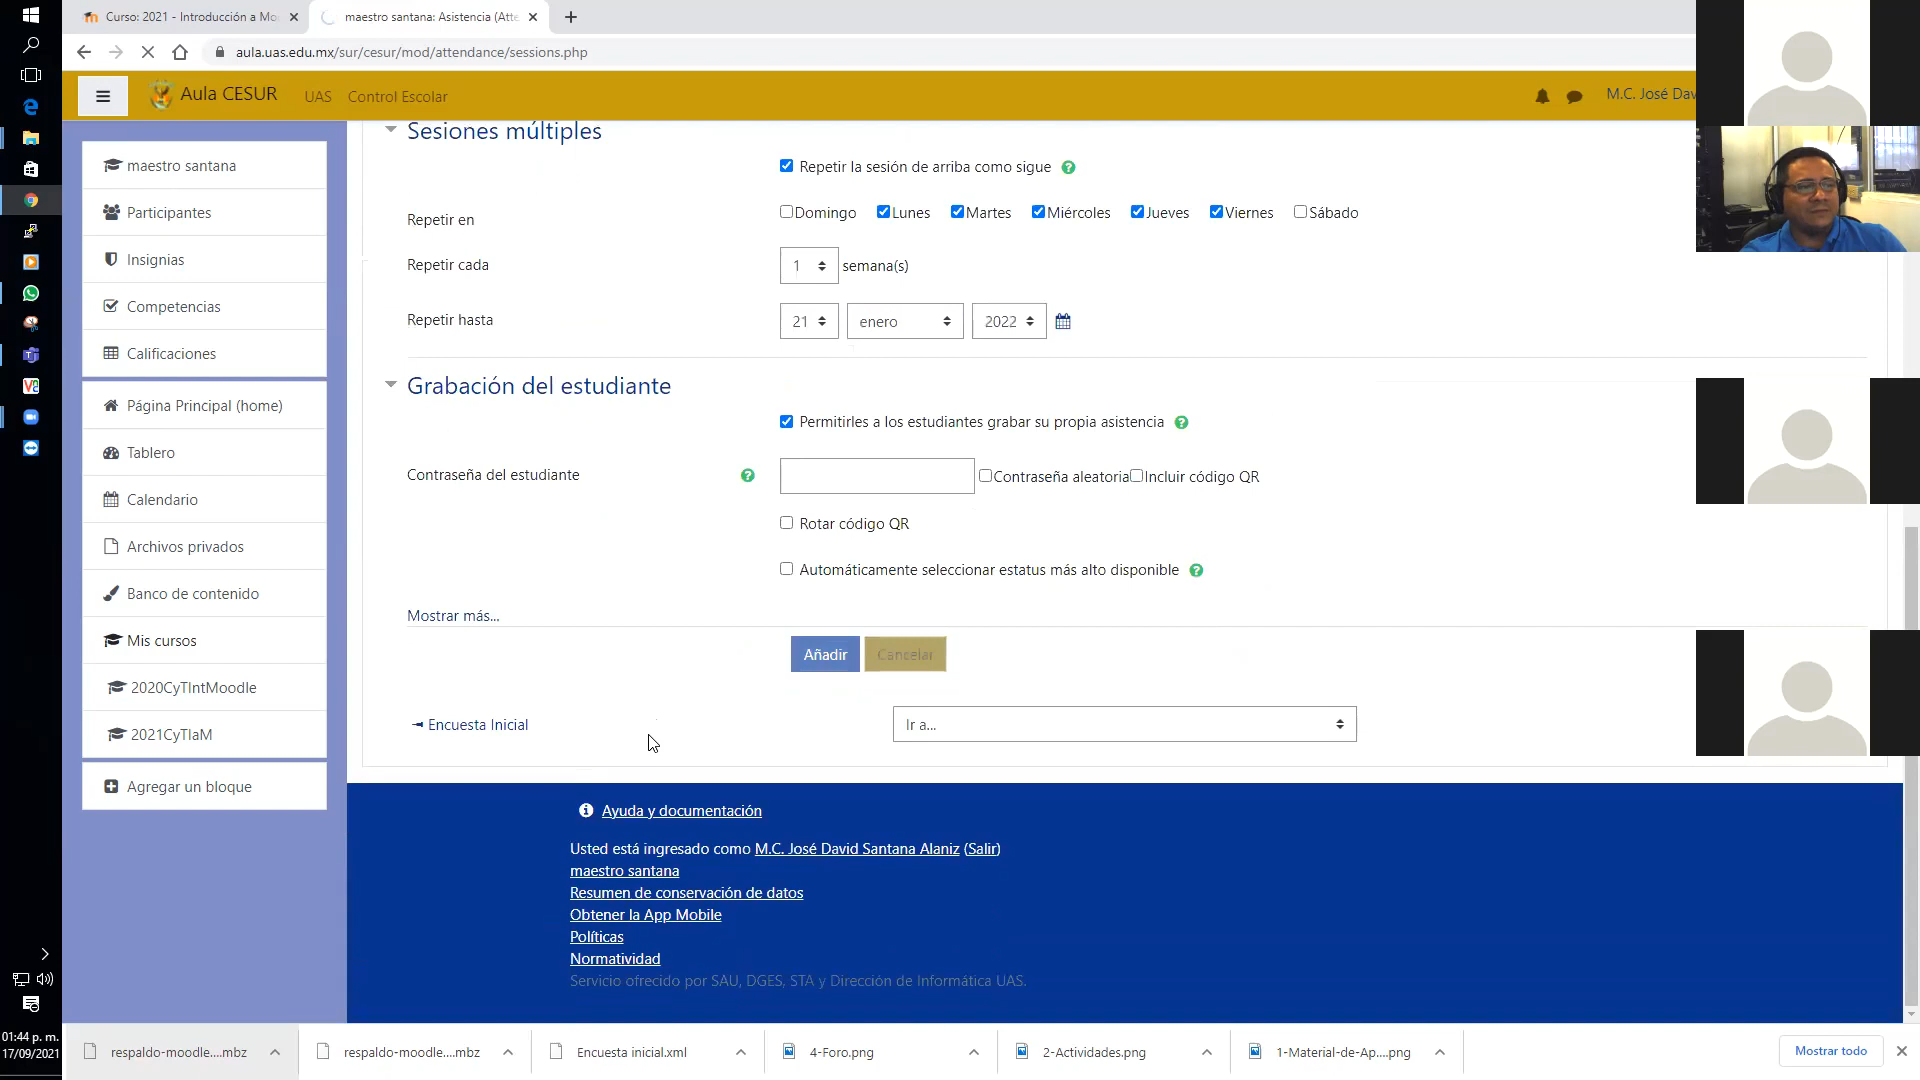 Curso: 2021 - Introducción a Mo
maestro santana: Asistencia (Atte
aula.uas.edu.mx/sur/cesur/mod/attendance/sessions.php
Aula CESUR
UAS
Control Escolar
M.C. José Dav
maestro santana
Participantes
Insignias
Competencias
Calificaciones
Página Principal (home)
Tablero
Calendario
Archivos privados
Banco de contenido
Mis cursos
2020CyTIntMoodle
2021CyTIaM
Agregar un bloque
Sesiones múltiples
Repetir la sesión de arriba como sigue
Repetir en
Domingo Lunes Martes Miércoles Jueves Viernes Sábado
Repetir cada
1 semana(s)
Repetir hasta
21 enero 2022
Grabación del estudiante
Permitirles a los estudiantes grabar su propia asistencia
Contraseña del estudiante
Contraseña aleatoria Incluir código QR
Rotar código QR
Automáticamente seleccionar estatus más alto disponible
Mostrar más...
Añadir Cancelar
◄ Encuesta Inicial
Ir a...
Ayuda y documentación
Usted está ingresado como M.C. José David Santana Alaniz (Salir)
maestro santana
Resumen de conservación de datos
Obtener la App Mobile
Políticas
Normatividad
Servicio ofrecido por SAU, DGES, STA y Dirección de Informática UAS.
01:44 p. m.
17/09/2021
respaldo-moodle....mbz
respaldo-moodle....mbz
Encuesta inicial.xml
4-Foro.png
2-Actividades.png
1-Material-de-Ap....png
Mostrar todo